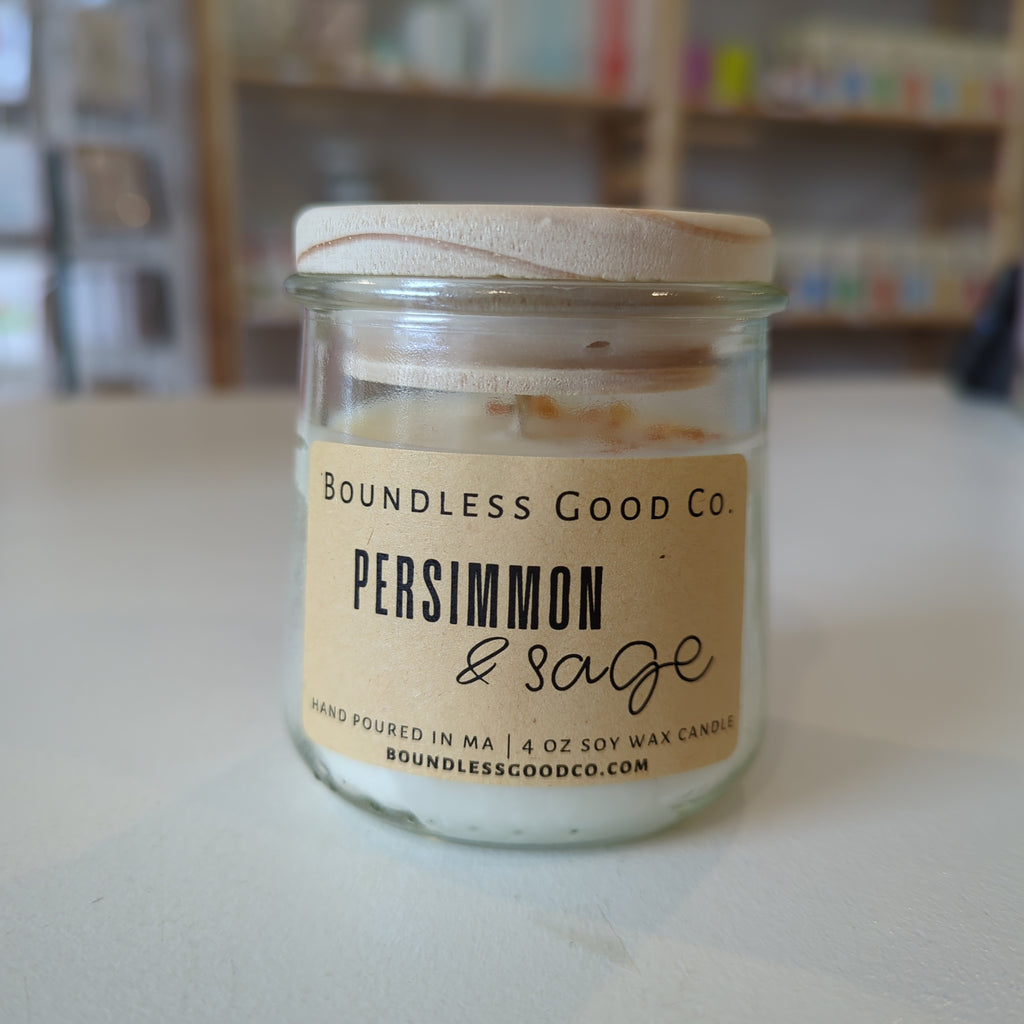 BOUNDLESS GOOD CO.
PERSIMMON
& sage
HAND POURED IN MA | 4 OZ SOY WAX CANDLE
BOUNDLESSGOODCO.COM